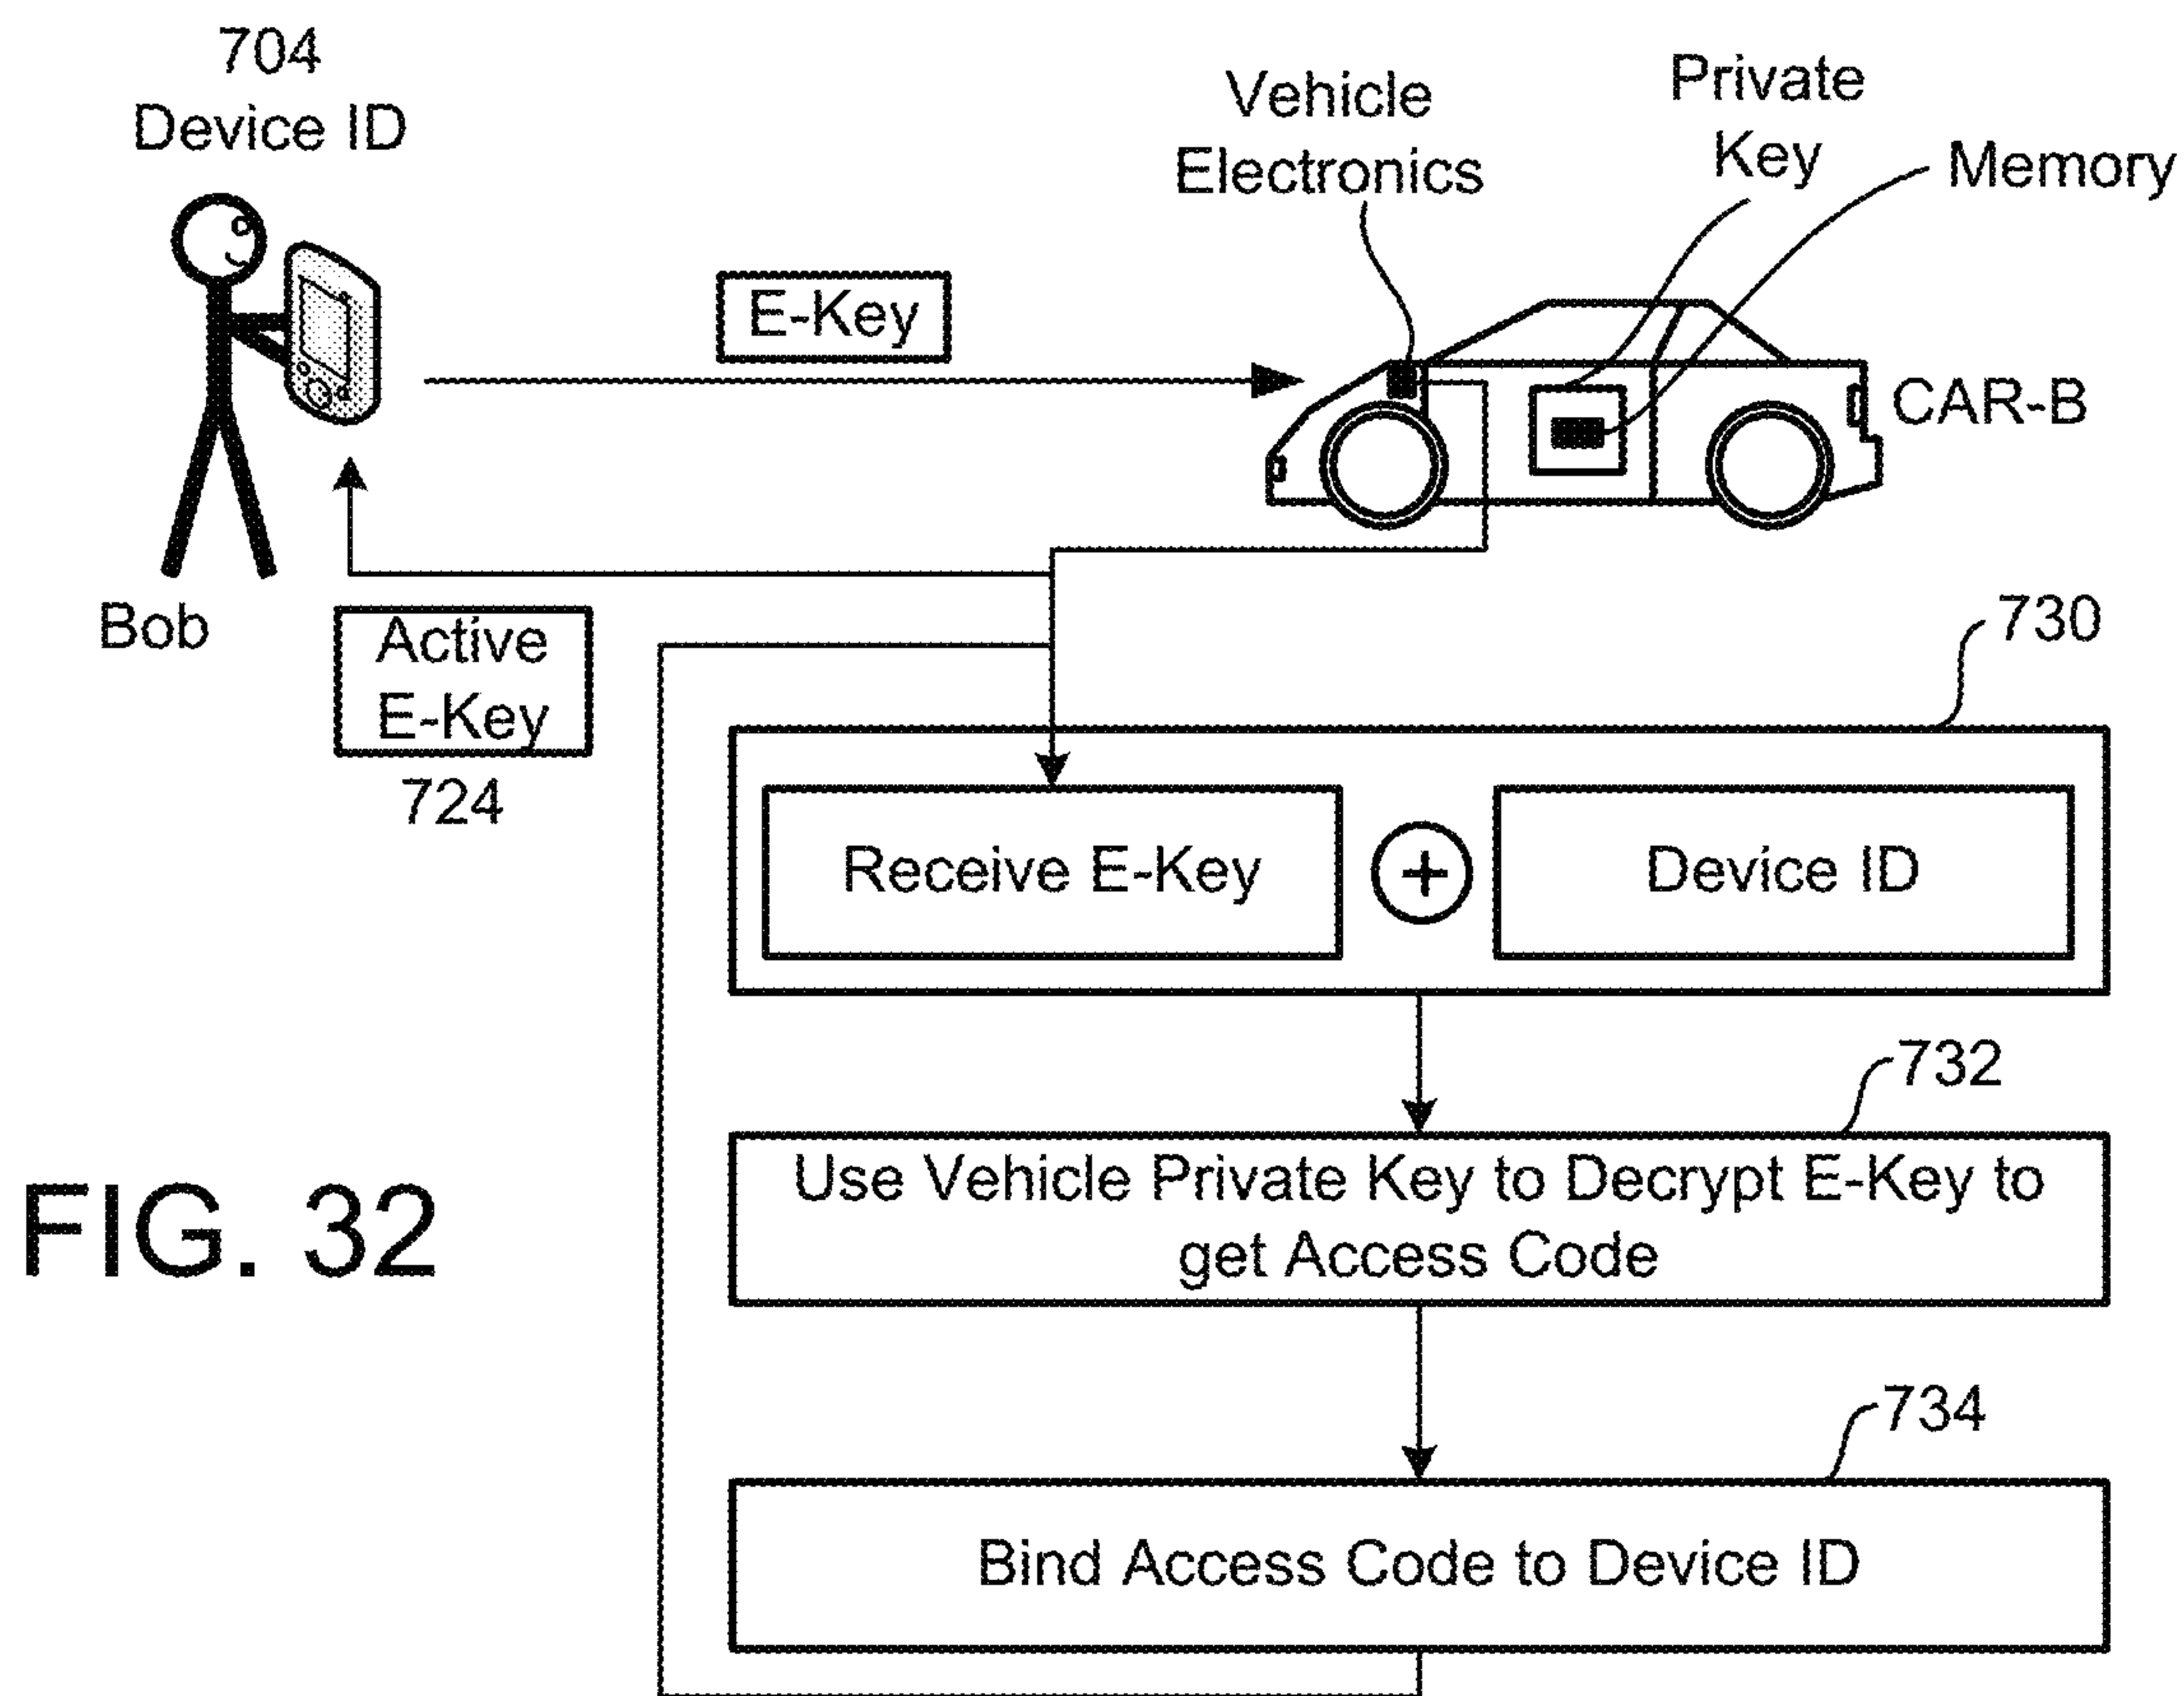 704
Device ID
Vehicle
Electronics
Private
Key
Memory
E-Key
CAR-B
Bob
Active
E-Key
724
730
Receive E-Key
+
Device ID
732
Use Vehicle Private Key to Decrypt E-Key to
get Access Code
FIG. 32
734
Bind Access Code to Device ID